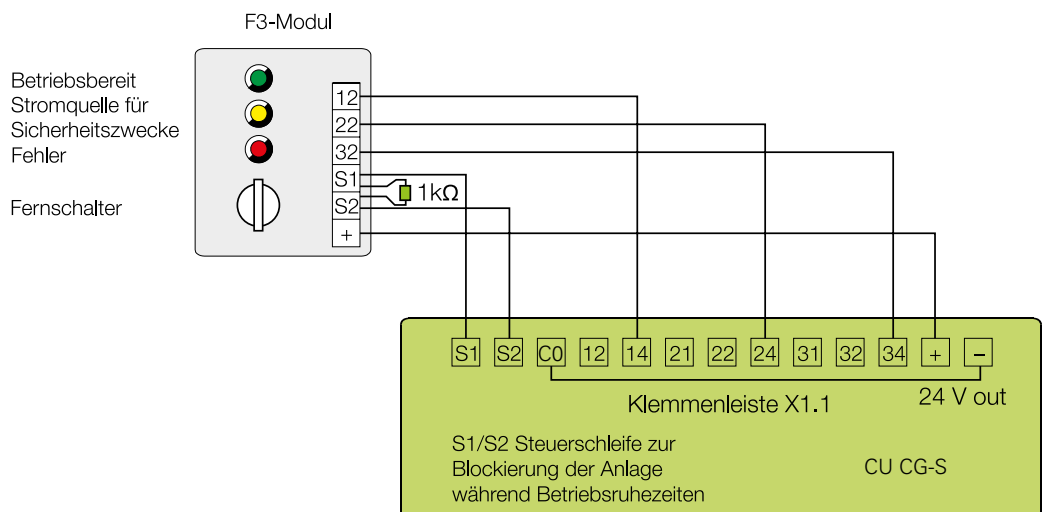 F3-Modul
Betriebsbereit
Stromquelle für
Sicherheitszwecke
Fehler
Fernschalter
12
22
32
S1
S2
+
1kΩ
S1 S2 C0 12 14 21 22 24 31 32 34 + −
Klemmenleiste X1.1
24 V out
S1/S2 Steuerschleife zur
Blockierung der Anlage
während Betriebsruhezeiten
CU CG-S